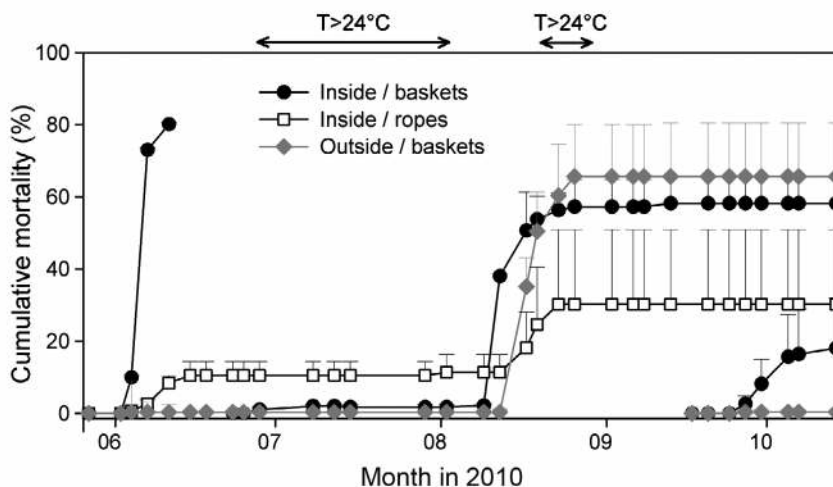 T>24°C T>24°C
100
80
60
40
20
0
Cumulative mortality (%)
Inside / baskets
Inside / ropes
Outside / baskets
06 07 08 09 10
Month in 2010